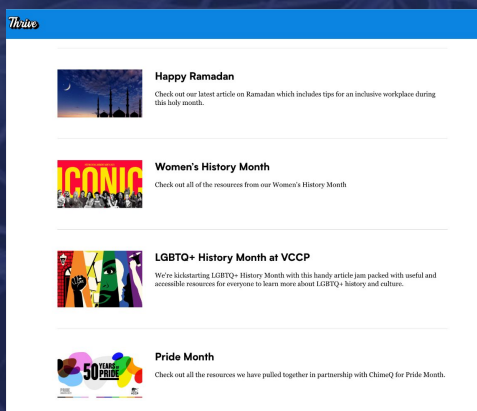 Thrive
Happy Ramadan
Check out our latest article on Ramadan which includes tips for an inclusive workplace during
this holy month.
ICONIC
Women's History Month
Check out all of the resources from our Women's History Month
LGBTQ+ History Month at VCCP
We're kickstarting LGBTQ+ History Month with this handy article jam packed with useful and
accessible resources for everyone to learn more about LGBTQ+ history and culture.
50 YEARS OF
PRIDE
Pride Month
Check out all the resources we have pulled together in partnership with ChimeQ for Pride Month.